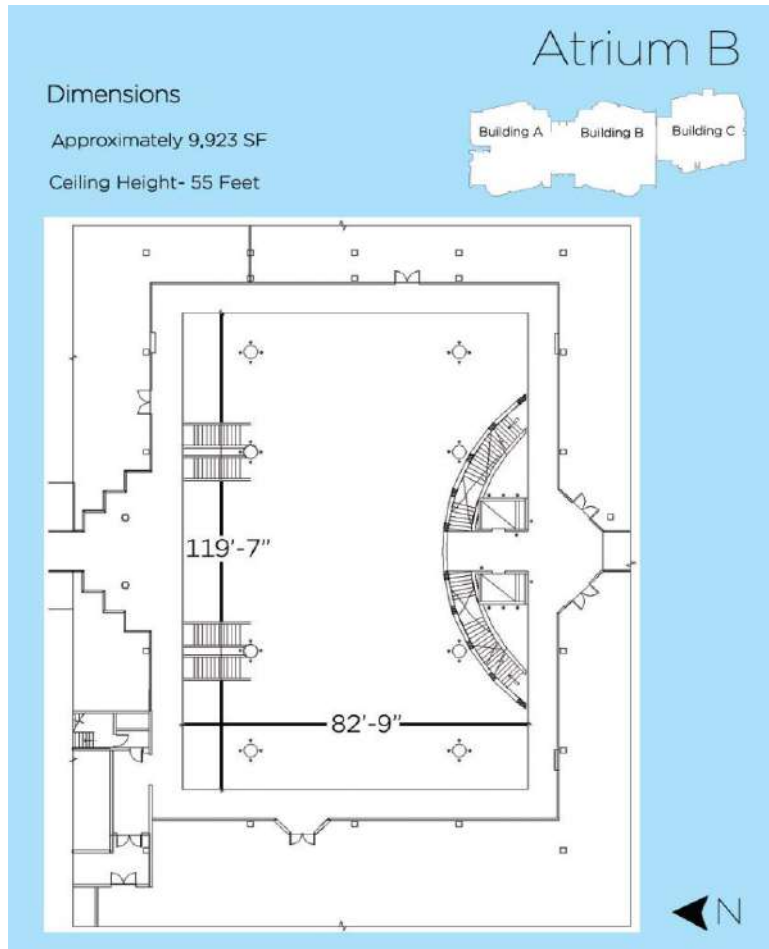 Atrium B
Dimensions
Approximately 9,923 SF
Ceiling Height- 55 Feet
Building A
Building B
Building C
119'-7"
82'-9"
N